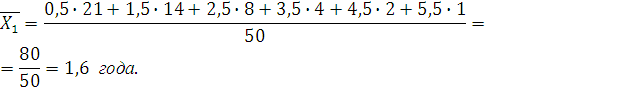 X̅₁ = (0,5 · 21 + 1,5 · 14 + 2,5 · 8 + 3,5 · 4 + 4,5 · 2 + 5,5 · 1) / 50 =
= 80 / 50 = 1,6 года.